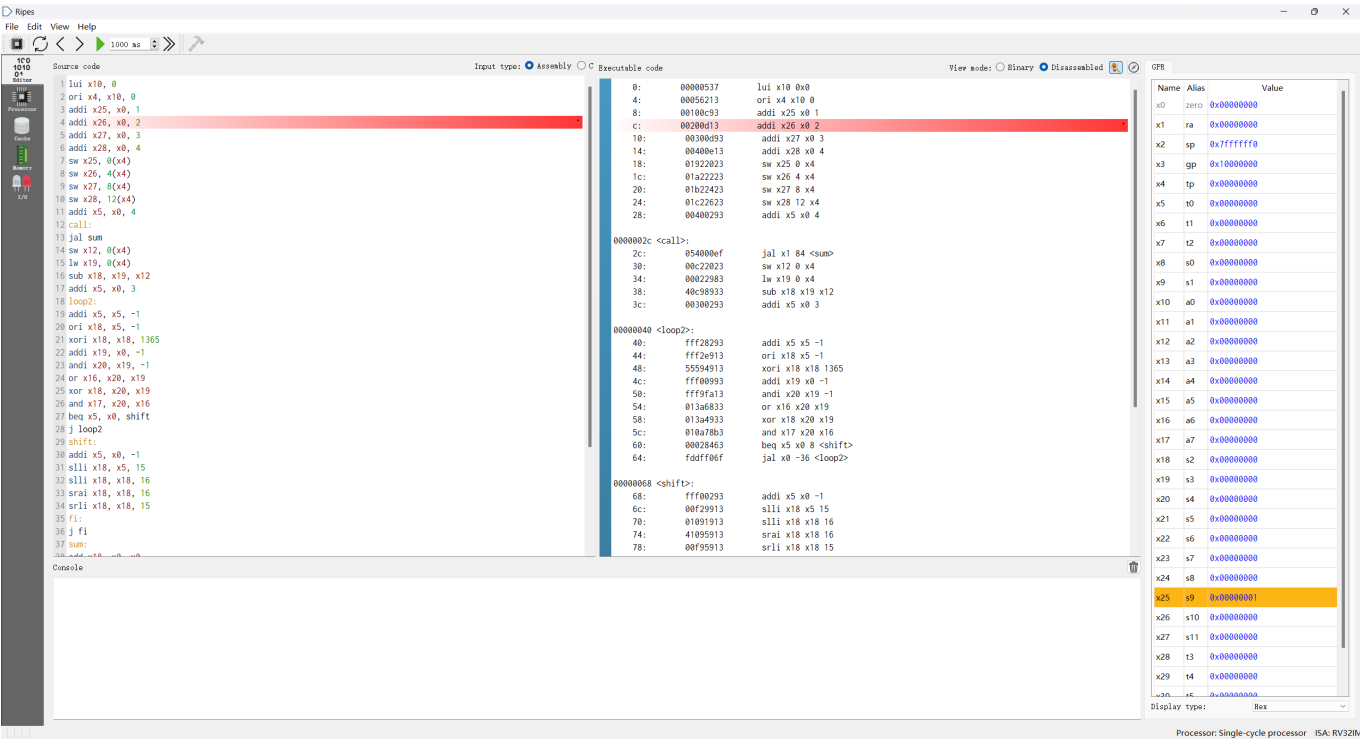 Ripes
File Edit View Help
1000 ms
Editor
Processor
Cache
Memory
I/O
Source code
Input type: Assembly C
1 lui x10, 0
2 ori x4, x10, 0
3 addi x25, x0, 1
4 addi x26, x0, 2
5 addi x27, x0, 3
6 addi x28, x0, 4
7 sw x25, 0(x4)
8 sw x26, 4(x4)
9 sw x27, 8(x4)
10 sw x28, 12(x4)
11 addi x5, x0, 4
12 call:
13 jal sum
14 sw x12, 0(x4)
15 lw x19, 0(x4)
16 sub x18, x19, x12
17 addi x5, x0, 3
18 loop2:
19 addi x5, x5, -1
20 ori x18, x5, -1
21 xori x18, x18, 1365
22 addi x19, x0, -1
23 andi x20, x19, -1
24 or x16, x20, x19
25 xor x18, x20, x19
26 and x17, x20, x16
27 beq x5, x0, shift
28 j loop2
29 shift:
30 addi x5, x0, -1
31 slli x18, x5, 15
32 slli x18, x18, 16
33 srai x18, x18, 16
34 srli x18, x18, 15
35 fi:
36 j fi
37 sum:
Executable code
View mode: Binary Disassembled
0: 00000537 lui x10 0x0
4: 00056213 ori x4 x10 0
8: 00100c93 addi x25 x0 1
c: 00200d13 addi x26 x0 2
10: 00300d93 addi x27 x0 3
14: 00400e13 addi x28 x0 4
18: 01922023 sw x25 0 x4
1c: 01a22223 sw x26 4 x4
20: 01b22423 sw x27 8 x4
24: 01c22623 sw x28 12 x4
28: 00400293 addi x5 x0 4
0000002c <call>:
2c: 054000ef jal x1 84 <sum>
30: 00c22023 sw x12 0 x4
34: 00022983 lw x19 0 x4
38: 40c98933 sub x18 x19 x12
3c: 00300293 addi x5 x0 3
00000040 <loop2>:
40: fff28293 addi x5 x5 -1
44: fff2e913 ori x18 x5 -1
48: 55594913 xori x18 x18 1365
4c: fff00993 addi x19 x0 -1
50: fff9fa13 andi x20 x19 -1
54: 013a6833 or x16 x20 x19
58: 013a4933 xor x18 x20 x19
5c: 010a78b3 and x17 x20 x16
60: 00028463 beq x5 x0 8 <shift>
64: fddff06f jal x0 -36 <loop2>
00000068 <shift>:
68: fff00293 addi x5 x0 -1
6c: 00f29913 slli x18 x5 15
70: 01091913 slli x18 x18 16
74: 41095913 srai x18 x18 16
78: 00f95913 srli x18 x18 15
Console
GPR
Name Alias Value
x0 zero 0x00000000
x1 ra 0x00000000
x2 sp 0x7ffffff0
x3 gp 0x10000000
x4 tp 0x00000000
x5 t0 0x00000000
x6 t1 0x00000000
x7 t2 0x00000000
x8 s0 0x00000000
x9 s1 0x00000000
x10 a0 0x00000000
x11 a1 0x00000000
x12 a2 0x00000000
x13 a3 0x00000000
x14 a4 0x00000000
x15 a5 0x00000000
x16 a6 0x00000000
x17 a7 0x00000000
x18 s2 0x00000000
x19 s3 0x00000000
x20 s4 0x00000000
x21 s5 0x00000000
x22 s6 0x00000000
x23 s7 0x00000000
x24 s8 0x00000000
x25 s9 0x00000001
x26 s10 0x00000000
x27 s11 0x00000000
x28 t3 0x00000000
x29 t4 0x00000000
Display type: Hex
Processor: Single-cycle processor ISA: RV32IM